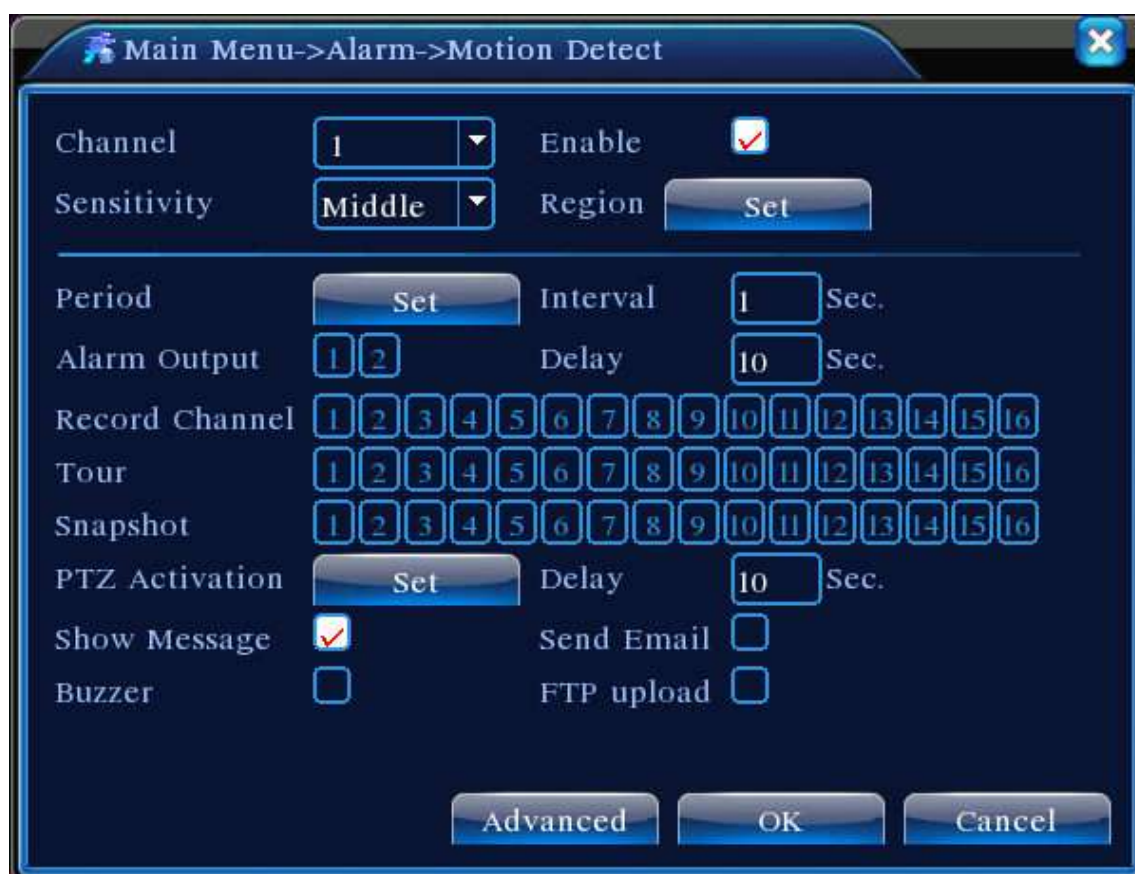 Main Menu->Alarm->Motion Detect
Channel 1 Enable
Sensitivity Middle Region Set
Period Set Interval 1 Sec.
Alarm Output 1 2 Delay 10 Sec.
Record Channel 1 2 3 4 5 6 7 8 9 10 11 12 13 14 15 16
Tour 1 2 3 4 5 6 7 8 9 10 11 12 13 14 15 16
Snapshot 1 2 3 4 5 6 7 8 9 10 11 12 13 14 15 16
PTZ Activation Set Delay 10 Sec.
Show Message Send Email
Buzzer FTP upload
Advanced OK Cancel